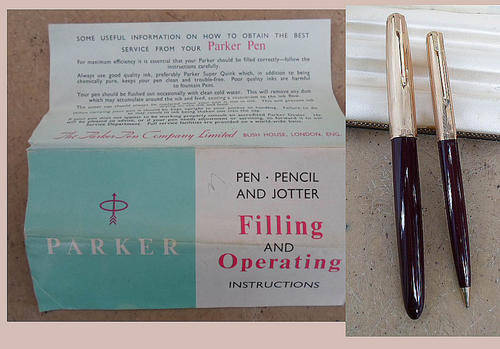 SOME USEFUL INFORMATION ON HOW TO OBTAIN THE BEST
SERVICE FROM YOUR Parker Pen
For maximum efficiency it is essential that your Parker should be filled correctly—follow the
instructions carefully.
Always use good quality ink, preferably Parker Super Quink which, in addition to being
chemically pure, keeps your pen clean and trouble-free. Poor quality inks are harmful
to fountain Pens.
Your pen should be flushed out occasionally with clean cold water. This will remove any dust
which may accumulate around the nib and feed, causing a restriction to the ink flow.
The Parker Pen Company Limited BUSH HOUSE, LONDON, ENG.
PEN · PENCIL
AND JOTTER
Filling
AND
Operating
INSTRUCTIONS
PARKER